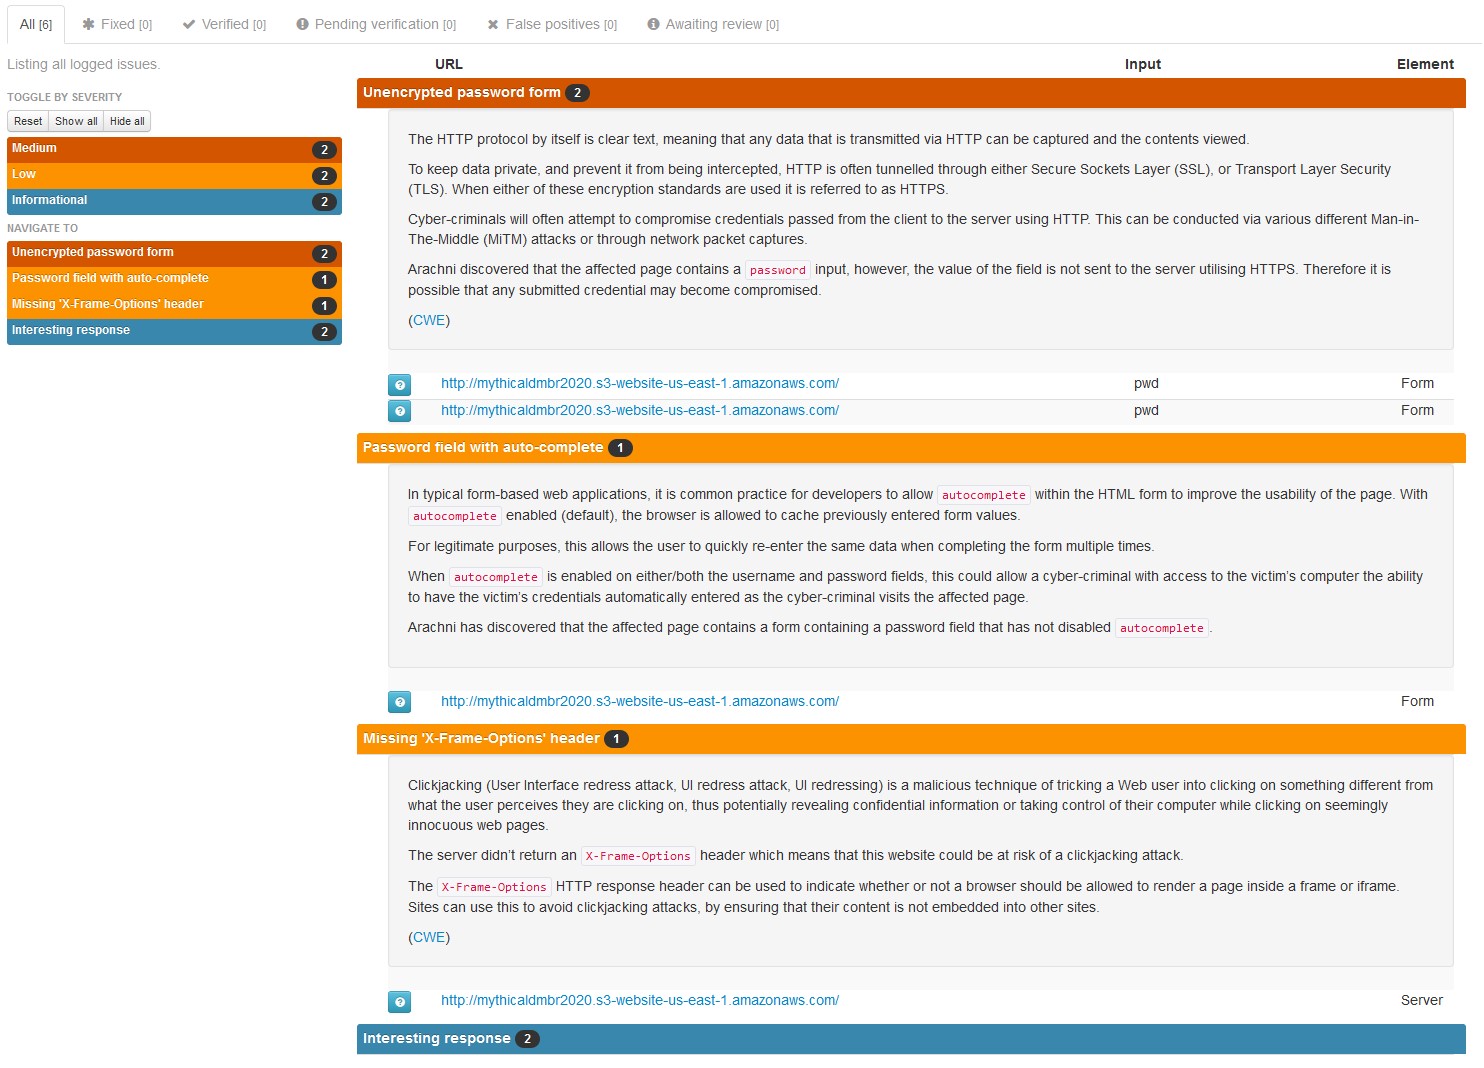 All [6] Fixed [0] Verified [0] Pending verification [0] False positives [0] Awaiting review [0]
Listing all logged issues.
TOGGLE BY SEVERITY
Reset Show all Hide all
Medium 2
Low 2
Informational 2
NAVIGATE TO
Unencrypted password form 2
Password field with auto-complete 1
Missing 'X-Frame-Options' header 1
Interesting response 2
URL Input Element
Unencrypted password form 2
The HTTP protocol by itself is clear text, meaning that any data that is transmitted via HTTP can be captured and the contents viewed.
To keep data private, and prevent it from being intercepted, HTTP is often tunnelled through either Secure Sockets Layer (SSL), or Transport Layer Security
(TLS). When either of these encryption standards are used it is referred to as HTTPS.
Cyber-criminals will often attempt to compromise credentials passed from the client to the server using HTTP. This can be conducted via various different Man-in-
The-Middle (MiTM) attacks or through network packet captures.
Arachni discovered that the affected page contains a password input, however, the value of the field is not sent to the server utilising HTTPS. Therefore it is
possible that any submitted credential may become compromised.
(CWE)
http://mythicaldmbr2020.s3-website-us-east-1.amazonaws.com/ pwd Form
http://mythicaldmbr2020.s3-website-us-east-1.amazonaws.com/ pwd Form
Password field with auto-complete 1
In typical form-based web applications, it is common practice for developers to allow autocomplete within the HTML form to improve the usability of the page. With
autocomplete enabled (default), the browser is allowed to cache previously entered form values.
For legitimate purposes, this allows the user to quickly re-enter the same data when completing the form multiple times.
When autocomplete is enabled on either/both the username and password fields, this could allow a cyber-criminal with access to the victim's computer the ability
to have the victim's credentials automatically entered as the cyber-criminal visits the affected page.
Arachni has discovered that the affected page contains a form containing a password field that has not disabled autocomplete.
http://mythicaldmbr2020.s3-website-us-east-1.amazonaws.com/ Form
Missing 'X-Frame-Options' header 1
Clickjacking (User Interface redress attack, UI redress attack, UI redressing) is a malicious technique of tricking a Web user into clicking on something different from
what the user perceives they are clicking on, thus potentially revealing confidential information or taking control of their computer while clicking on seemingly
innocuous web pages.
The server didn't return an X-Frame-Options header which means that this website could be at risk of a clickjacking attack.
The X-Frame-Options HTTP response header can be used to indicate whether or not a browser should be allowed to render a page inside a frame or iframe.
Sites can use this to avoid clickjacking attacks, by ensuring that their content is not embedded into other sites.
(CWE)
http://mythicaldmbr2020.s3-website-us-east-1.amazonaws.com/ Server
Interesting response 2